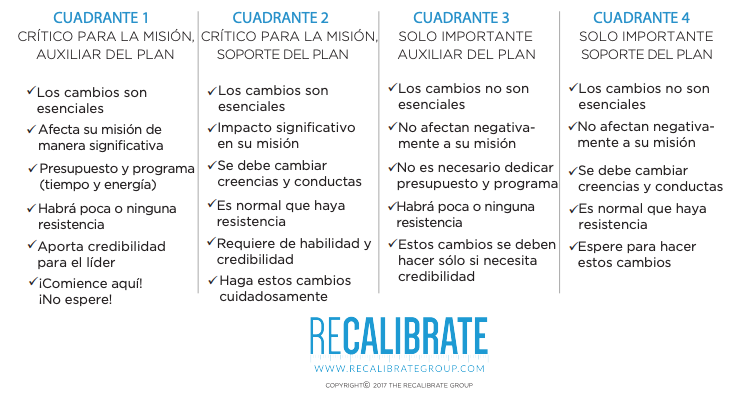 CUADRANTE 1
CRÍTICO PARA LA MISIÓN,
AUXILIAR DEL PLAN
Los cambios son
esenciales
Afecta su misión de
manera significativa
Presupuesto y programa
(tiempo y energía)
Habrá poca o ninguna
resistencia
Aporta credibilidad
para el líder
¡Comience aquí!
¡No espere!
CUADRANTE 2
CRÍTICO PARA LA MISIÓN,
SOPORTE DEL PLAN
Los cambios son
esenciales
Impacto significativo
en su misión
Se debe cambiar
creencias y conductas
Es normal que haya
resistencia
Requiere de habilidad y
credibilidad
Haga estos cambios
cuidadosamente
CUADRANTE 3
SOLO IMPORTANTE
AUXILIAR DEL PLAN
Los cambios no son
esenciales
No afectan negativa-
mente a su misión
No es necesario dedicar
presupuesto y programa
Habrá poca o ninguna
resistencia
Estos cambios se deben
hacer sólo si necesita
credibilidad
CUADRANTE 4
SOLO IMPORTANTE
SOPORTE DEL PLAN
Los cambios no son
esenciales
No afectan negativa-
mente a su misión
Se debe cambiar
creencias y conductas
Es normal que haya
resistencia
Espere para hacer
estos cambios
RECALIBRATE
WWW.RECALIBRATEGROUP.COM
COPYRIGHT© 2017 THE RECALIBRATE GROUP